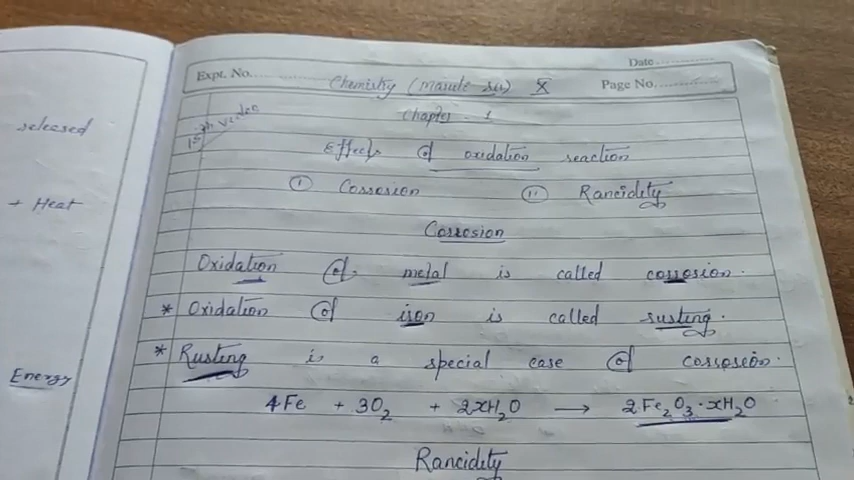 released
+ Heat
Energy
Date
Expt. No.
Page No.
Chemistry ( ) X
Chapter - 1
15th video
Effects of oxidation reaction
(i) Corrosion (ii) Rancidity
Corrosion
Oxidation of metal is called corrosion.
* Oxidation of iron is called rusting.
* Rusting is a special case of corrosion.
4Fe + 3O₂ + 2xH₂O → 2Fe₂O₃·xH₂O
Rancidity